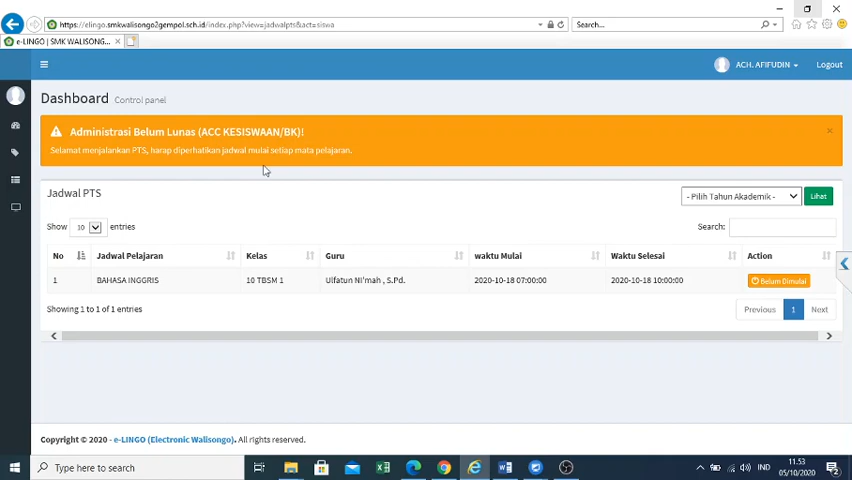 https://elingo.smkwalisongo2gempol.sch.id/index.php?view=jadwalpts&act=siswa
Search...
e-LINGO | SMK WALISONG...
ACH. AFIFUDIN
Logout
Dashboard Control panel
Administrasi Belum Lunas (ACC KESISWAAN/BK)!
×
Selamat menjalankan PTS, harap diperhatikan jadwal mulai setiap mata pelajaran.
Jadwal PTS
- Pilih Tahun Akademik -
Lihat
Show 10 entries
Search:
No Jadwal Pelajaran Kelas Guru waktu Mulai Waktu Selesai Action
1 BAHASA INGGRIS 10 TBSM 1 Ulfatun Ni'mah , S.Pd. 2020-10-18 07:00:00 2020-10-18 10:00:00 Belum Dimulai
Showing 1 to 1 of 1 entries
Previous 1 Next
Copyright © 2020 - e-LINGO (Electronic Walisongo). All rights reserved.
Type here to search
IND
11.53
05/10/2020
2